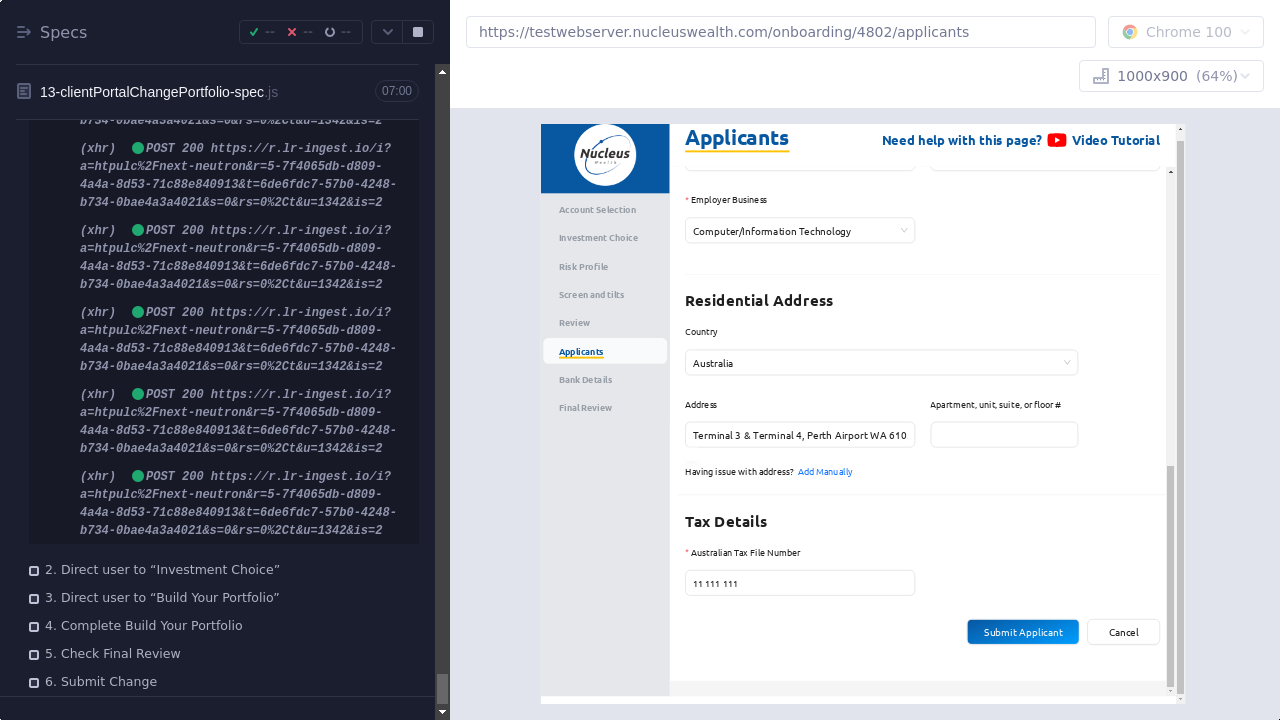 Specs
--
--
--
https://testwebserver.nucleuswealth.com/onboarding/4802/applicants
Chrome 100
1000x900 (64%)
13-clientPortalChangePortfolio-spec.js
07:00
b734-0bae4a3a4021&s=0&rs=0%2Ct&u=1342&is=2
(xhr) POST 200 https://r.lr-ingest.io/i?
a=htpulc%2Fnext-neutron&r=5-7f4065db-d809-
4a4a-8d53-71c88e840913&t=6de6fdc7-57b0-4248-
b734-0bae4a3a4021&s=0&rs=0%2Ct&u=1342&is=2
(xhr) POST 200 https://r.lr-ingest.io/i?
a=htpulc%2Fnext-neutron&r=5-7f4065db-d809-
4a4a-8d53-71c88e840913&t=6de6fdc7-57b0-4248-
b734-0bae4a3a4021&s=0&rs=0%2Ct&u=1342&is=2
(xhr) POST 200 https://r.lr-ingest.io/i?
a=htpulc%2Fnext-neutron&r=5-7f4065db-d809-
4a4a-8d53-71c88e840913&t=6de6fdc7-57b0-4248-
b734-0bae4a3a4021&s=0&rs=0%2Ct&u=1342&is=2
(xhr) POST 200 https://r.lr-ingest.io/i?
a=htpulc%2Fnext-neutron&r=5-7f4065db-d809-
4a4a-8d53-71c88e840913&t=6de6fdc7-57b0-4248-
b734-0bae4a3a4021&s=0&rs=0%2Ct&u=1342&is=2
(xhr) POST 200 https://r.lr-ingest.io/i?
a=htpulc%2Fnext-neutron&r=5-7f4065db-d809-
4a4a-8d53-71c88e840913&t=6de6fdc7-57b0-4248-
b734-0bae4a3a4021&s=0&rs=0%2Ct&u=1342&is=2
2. Direct user to “Investment Choice”
3. Direct user to “Build Your Portfolio”
4. Complete Build Your Portfolio
5. Check Final Review
6. Submit Change
Nucleus
Wealth
Account Selection
Investment Choice
Risk Profile
Screen and tilts
Review
Applicants
Bank Details
Final Review
Applicants
Need help with this page? Video Tutorial
* Employer Business
Computer/Information Technology
Residential Address
Country
Australia
Address
Apartment, unit, suite, or floor #
Terminal 3 & Terminal 4, Perth Airport WA 610
Having issue with address? Add Manually
Tax Details
* Australian Tax File Number
11 111 111
Submit Applicant
Cancel